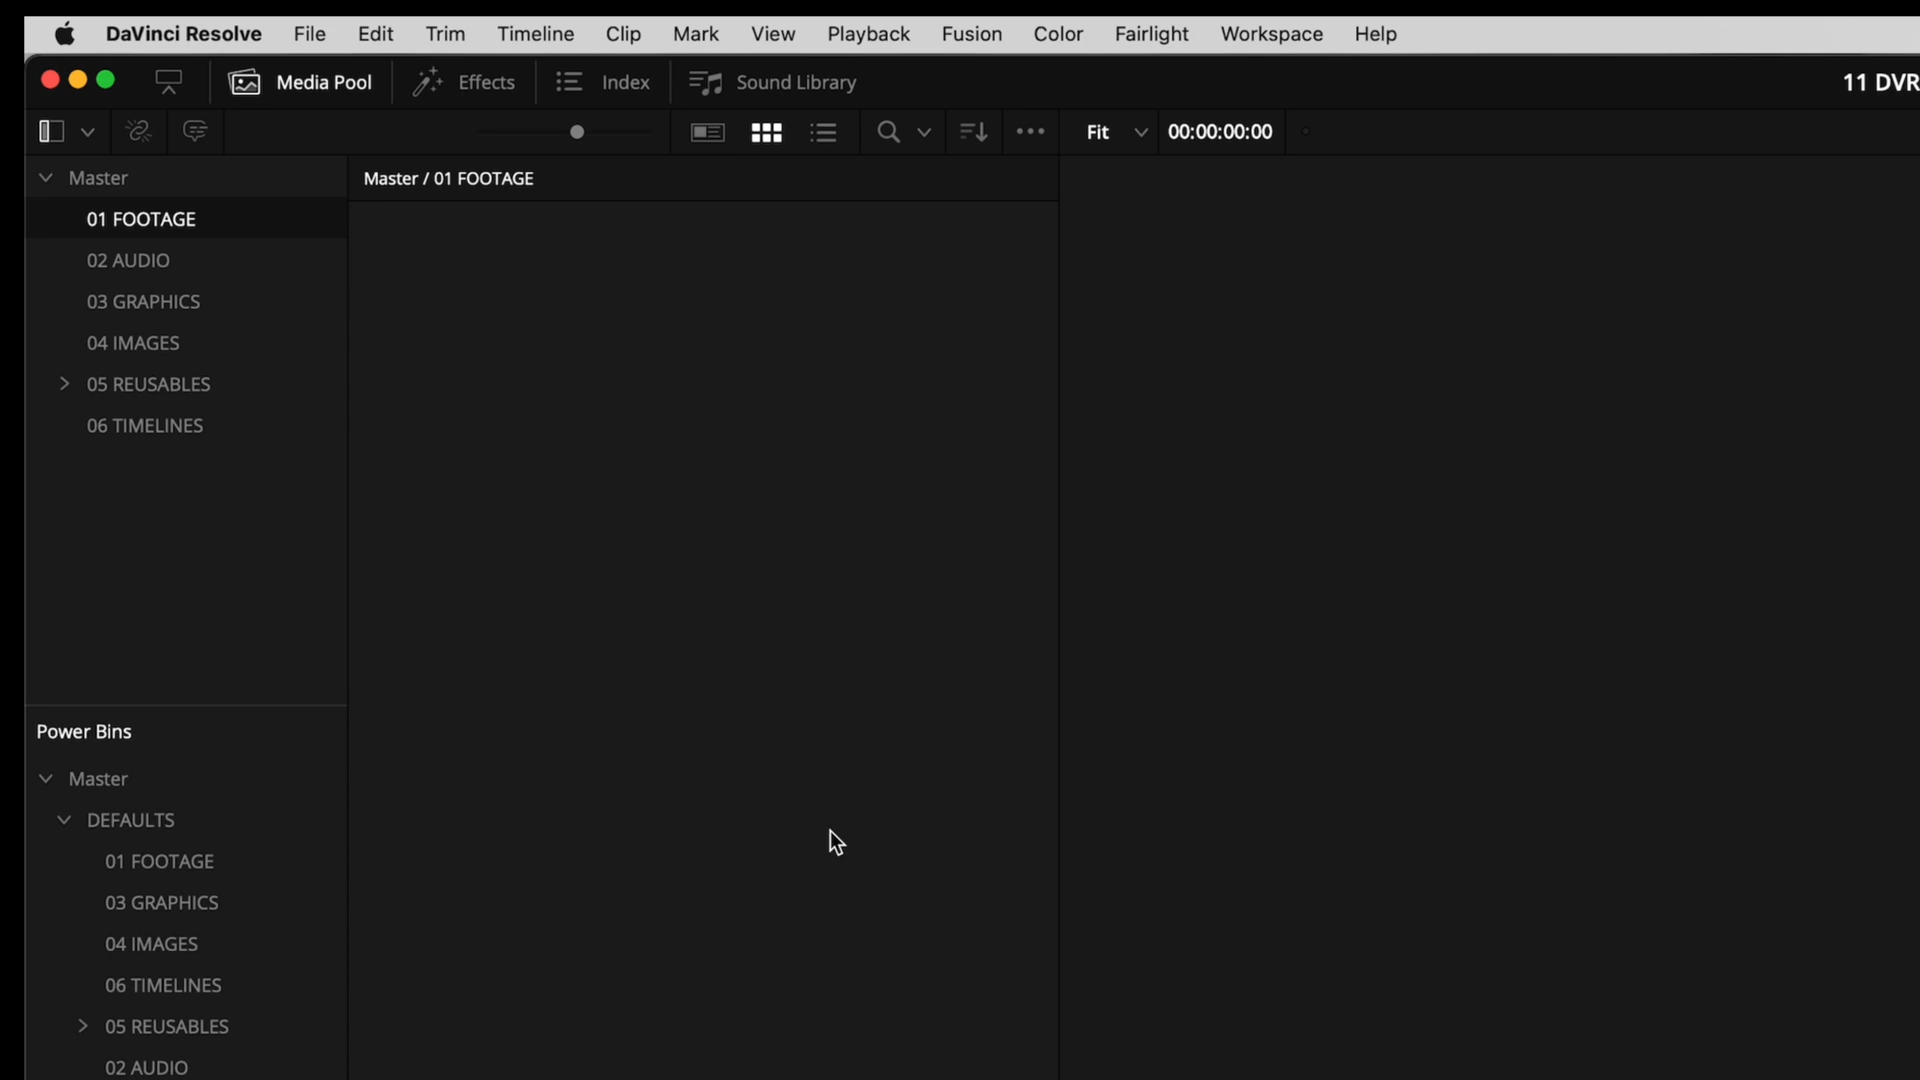 DaVinci Resolve File Edit Trim Timeline Clip Mark View Playback Fusion Color Fairlight Workspace Help
Media Pool Effects Index Sound Library 11 DVR
Fit 00:00:00:00
Master
Master / 01 FOOTAGE
01 FOOTAGE
02 AUDIO
03 GRAPHICS
04 IMAGES
05 REUSABLES
06 TIMELINES
Power Bins
Master
DEFAULTS
01 FOOTAGE
03 GRAPHICS
04 IMAGES
06 TIMELINES
05 REUSABLES
02 AUDIO